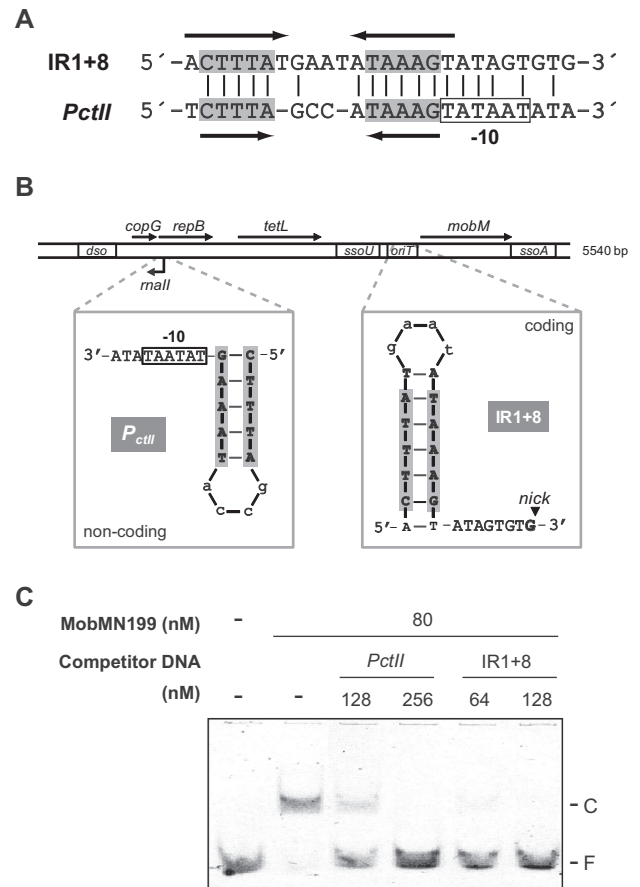 A
IR1+8 5´-ACTTTATGAATATAAAGTATAGTGTG-3´
PctII 5´-TCTTTA-GCC-ATAAAGTATAATATA-3´
-10
B
copG repB tetL mobM
dso ssoU oriT ssoA 5540 bp
rnaII
-10
3´-ATATAATAT G C -5´
A T
A T
A T
T A
a g
c c
PctII
non-coding
coding
a a
g t
T A
A T
T A
T A
T A
C G
5´- A T -ATAGTGTG-3´
IR1+8
nick
C
MobMN199 (nM) - 80
Competitor DNA PctII IR1+8
(nM) - - 128 256 64 128
- C
- F